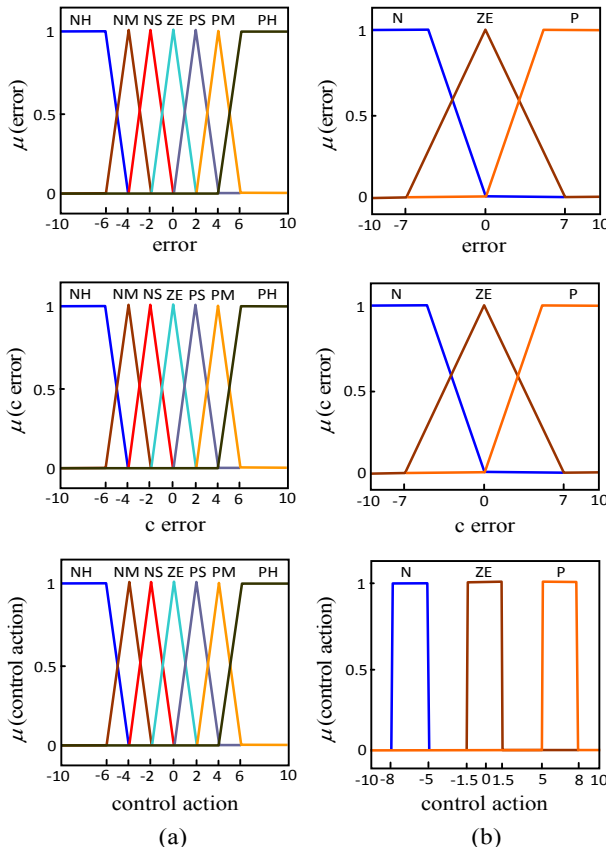 NH NM NS ZE PS PM PH
1
0.5
0
μ(error)
-10 -6 -4 -2 0 2 4 6 10
error
N ZE P
1
0.5
0
μ(error)
-10 -7 0 7 10
error
NH NM NS ZE PS PM PH
1
0.5
0
μ(c error)
-10 -6 -4 -2 0 2 4 6 10
c error
N ZE P
1
0.5
0
μ(c error)
-10 -7 0 7 10
c error
NH NM NS ZE PS PM PH
1
0.5
0
μ(control action)
-10 -6 -4 -2 0 2 4 6 10
control action
(a)
N ZE P
1
0.5
0
μ(control action)
-10 -8 -5 -1.5 0 1.5 5 8 10
control action
(b)